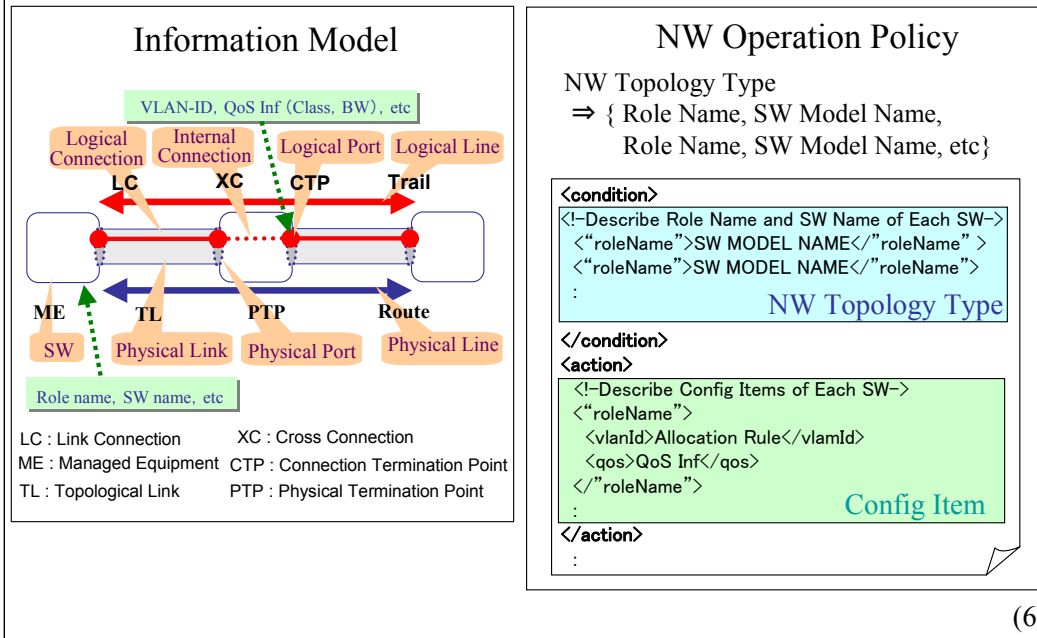 Information Model
VLAN-ID, QoS Inf (Class, BW), etc
Logical
Connection
Internal
Connection
Logical Port
Logical Line
LC
XC
CTP
Trail
ME
TL
PTP
Route
SW
Physical Link
Physical Port
Physical Line
Role name, SW name, etc
LC : Link Connection
XC : Cross Connection
ME : Managed Equipment
CTP : Connection Termination Point
TL : Topological Link
PTP : Physical Termination Point
NW Operation Policy
NW Topology Type
⇒ { Role Name, SW Model Name,
Role Name, SW Model Name, etc}
<condition>
<!-Describe Role Name and SW Name of Each SW->
<“roleName”>SW MODEL NAME</”roleName” >
<“roleName”>SW MODEL NAME</”roleName”>
:
NW Topology Type
</condition>
<action>
<!-Describe Config Items of Each SW->
<“roleName”>
<vlanId>Allocation Rule</vlamId>
<qos>QoS Inf</qos>
</”roleName”>
:
Config Item
</action>
:
(6